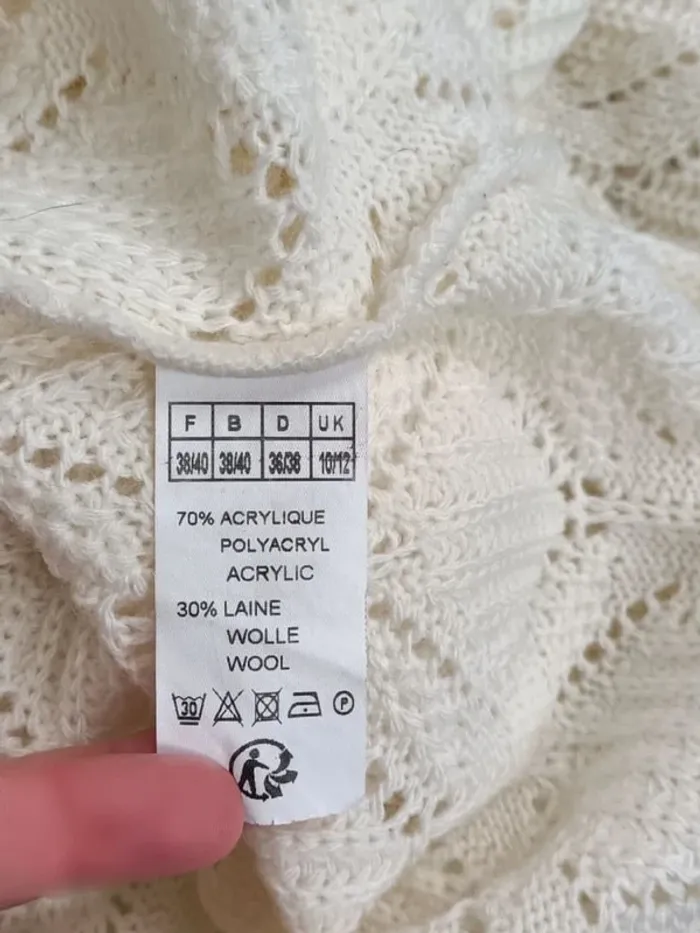 F B D UK
38/40 38/40 36/38 10/12
70% ACRYLIQUE
POLYACRYL
ACRYLIC
30% LAINE
WOLLE
WOOL
30 P